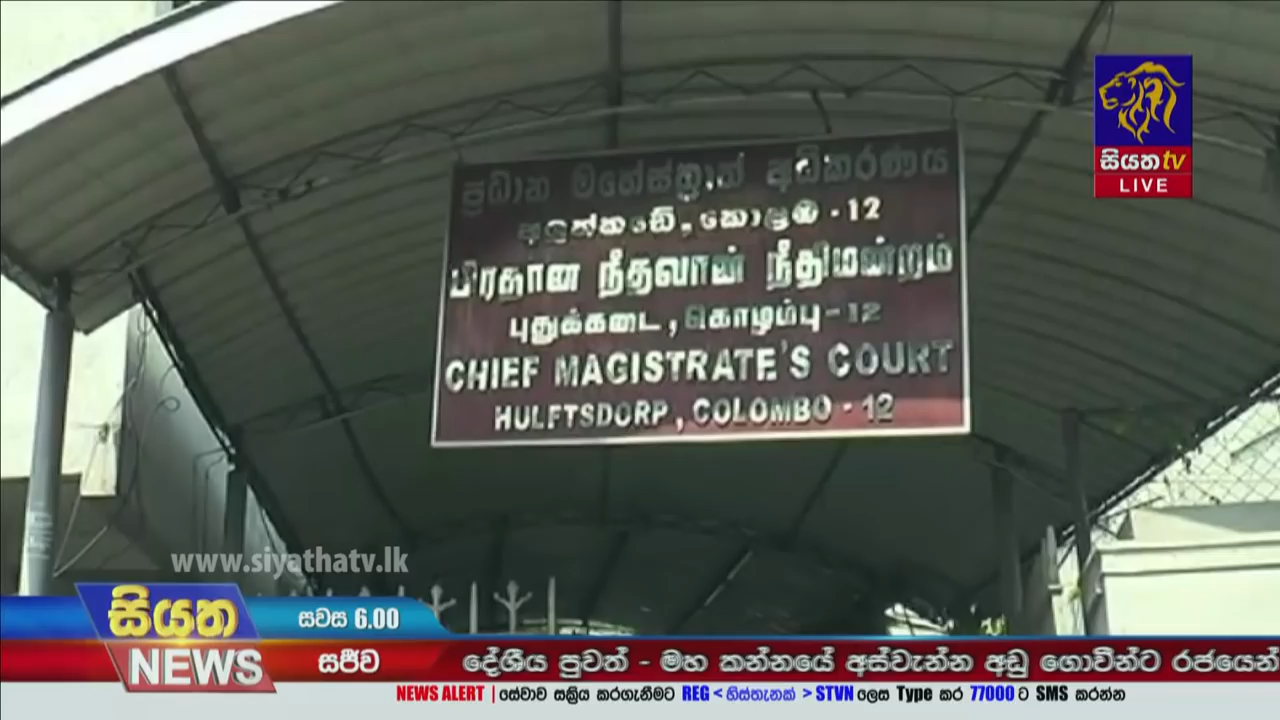 සියත tv
LIVE
ප්‍රධාන මහේස්ත්‍රාත් අධිකරණය
අලුත්කඩේ, කොළඹ - 12
பிரதான நீதவான் நீதிமன்றம்
புதுக்கடை, கொழும்பு - 12
CHIEF MAGISTRATE'S COURT
HULFTSDORP, COLOMBO - 12
www.siyathatv.lk
සියත
NEWS
සවස 6.00
සජීව
දේශීය පුවත් - මහ කන්නයේ අස්වැන්න අඩු ගොවීන්ට රජයෙන්
NEWS ALERT | සේවාව සක්‍රිය කරගැනීමට REG < හිස්තැනක් > STVN ලෙස Type කර 77000 ට SMS කරන්න